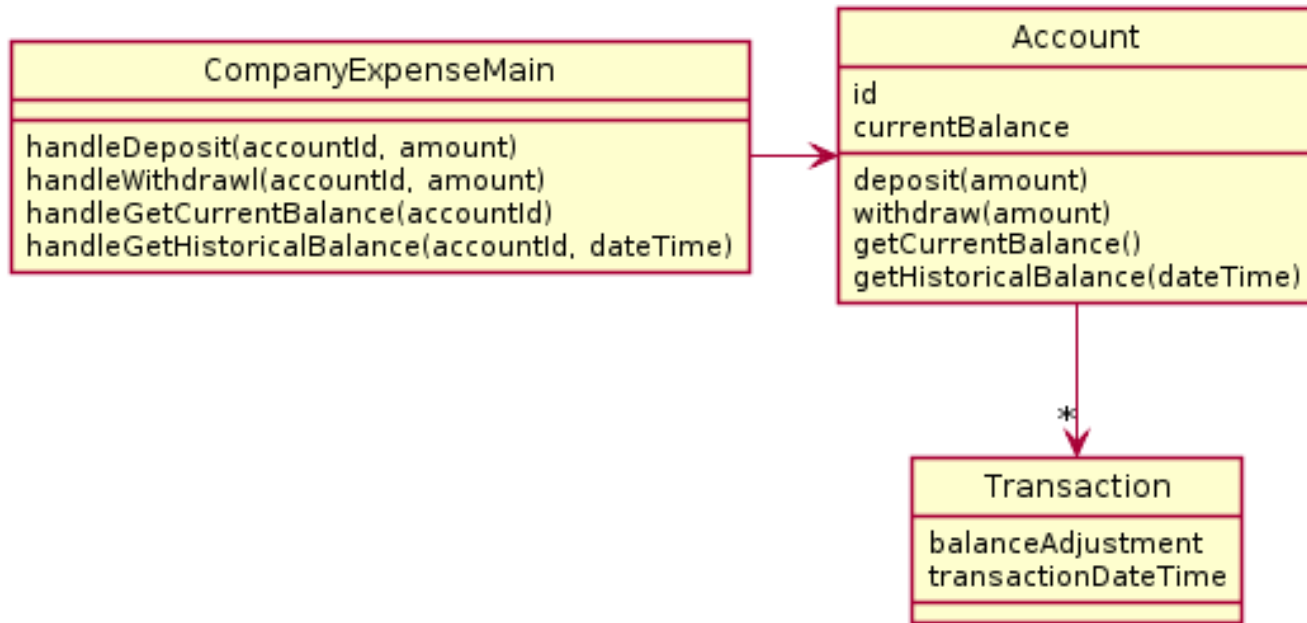 CompanyExpenseMain
handleDeposit(accountId, amount)
handleWithdrawl(accountId, amount)
handleGetCurrentBalance(accountId)
handleGetHistoricalBalance(accountId, dateTime)
Account
id
currentBalance
deposit(amount)
withdraw(amount)
getCurrentBalance()
getHistoricalBalance(dateTime)
*
Transaction
balanceAdjustment
transactionDateTime